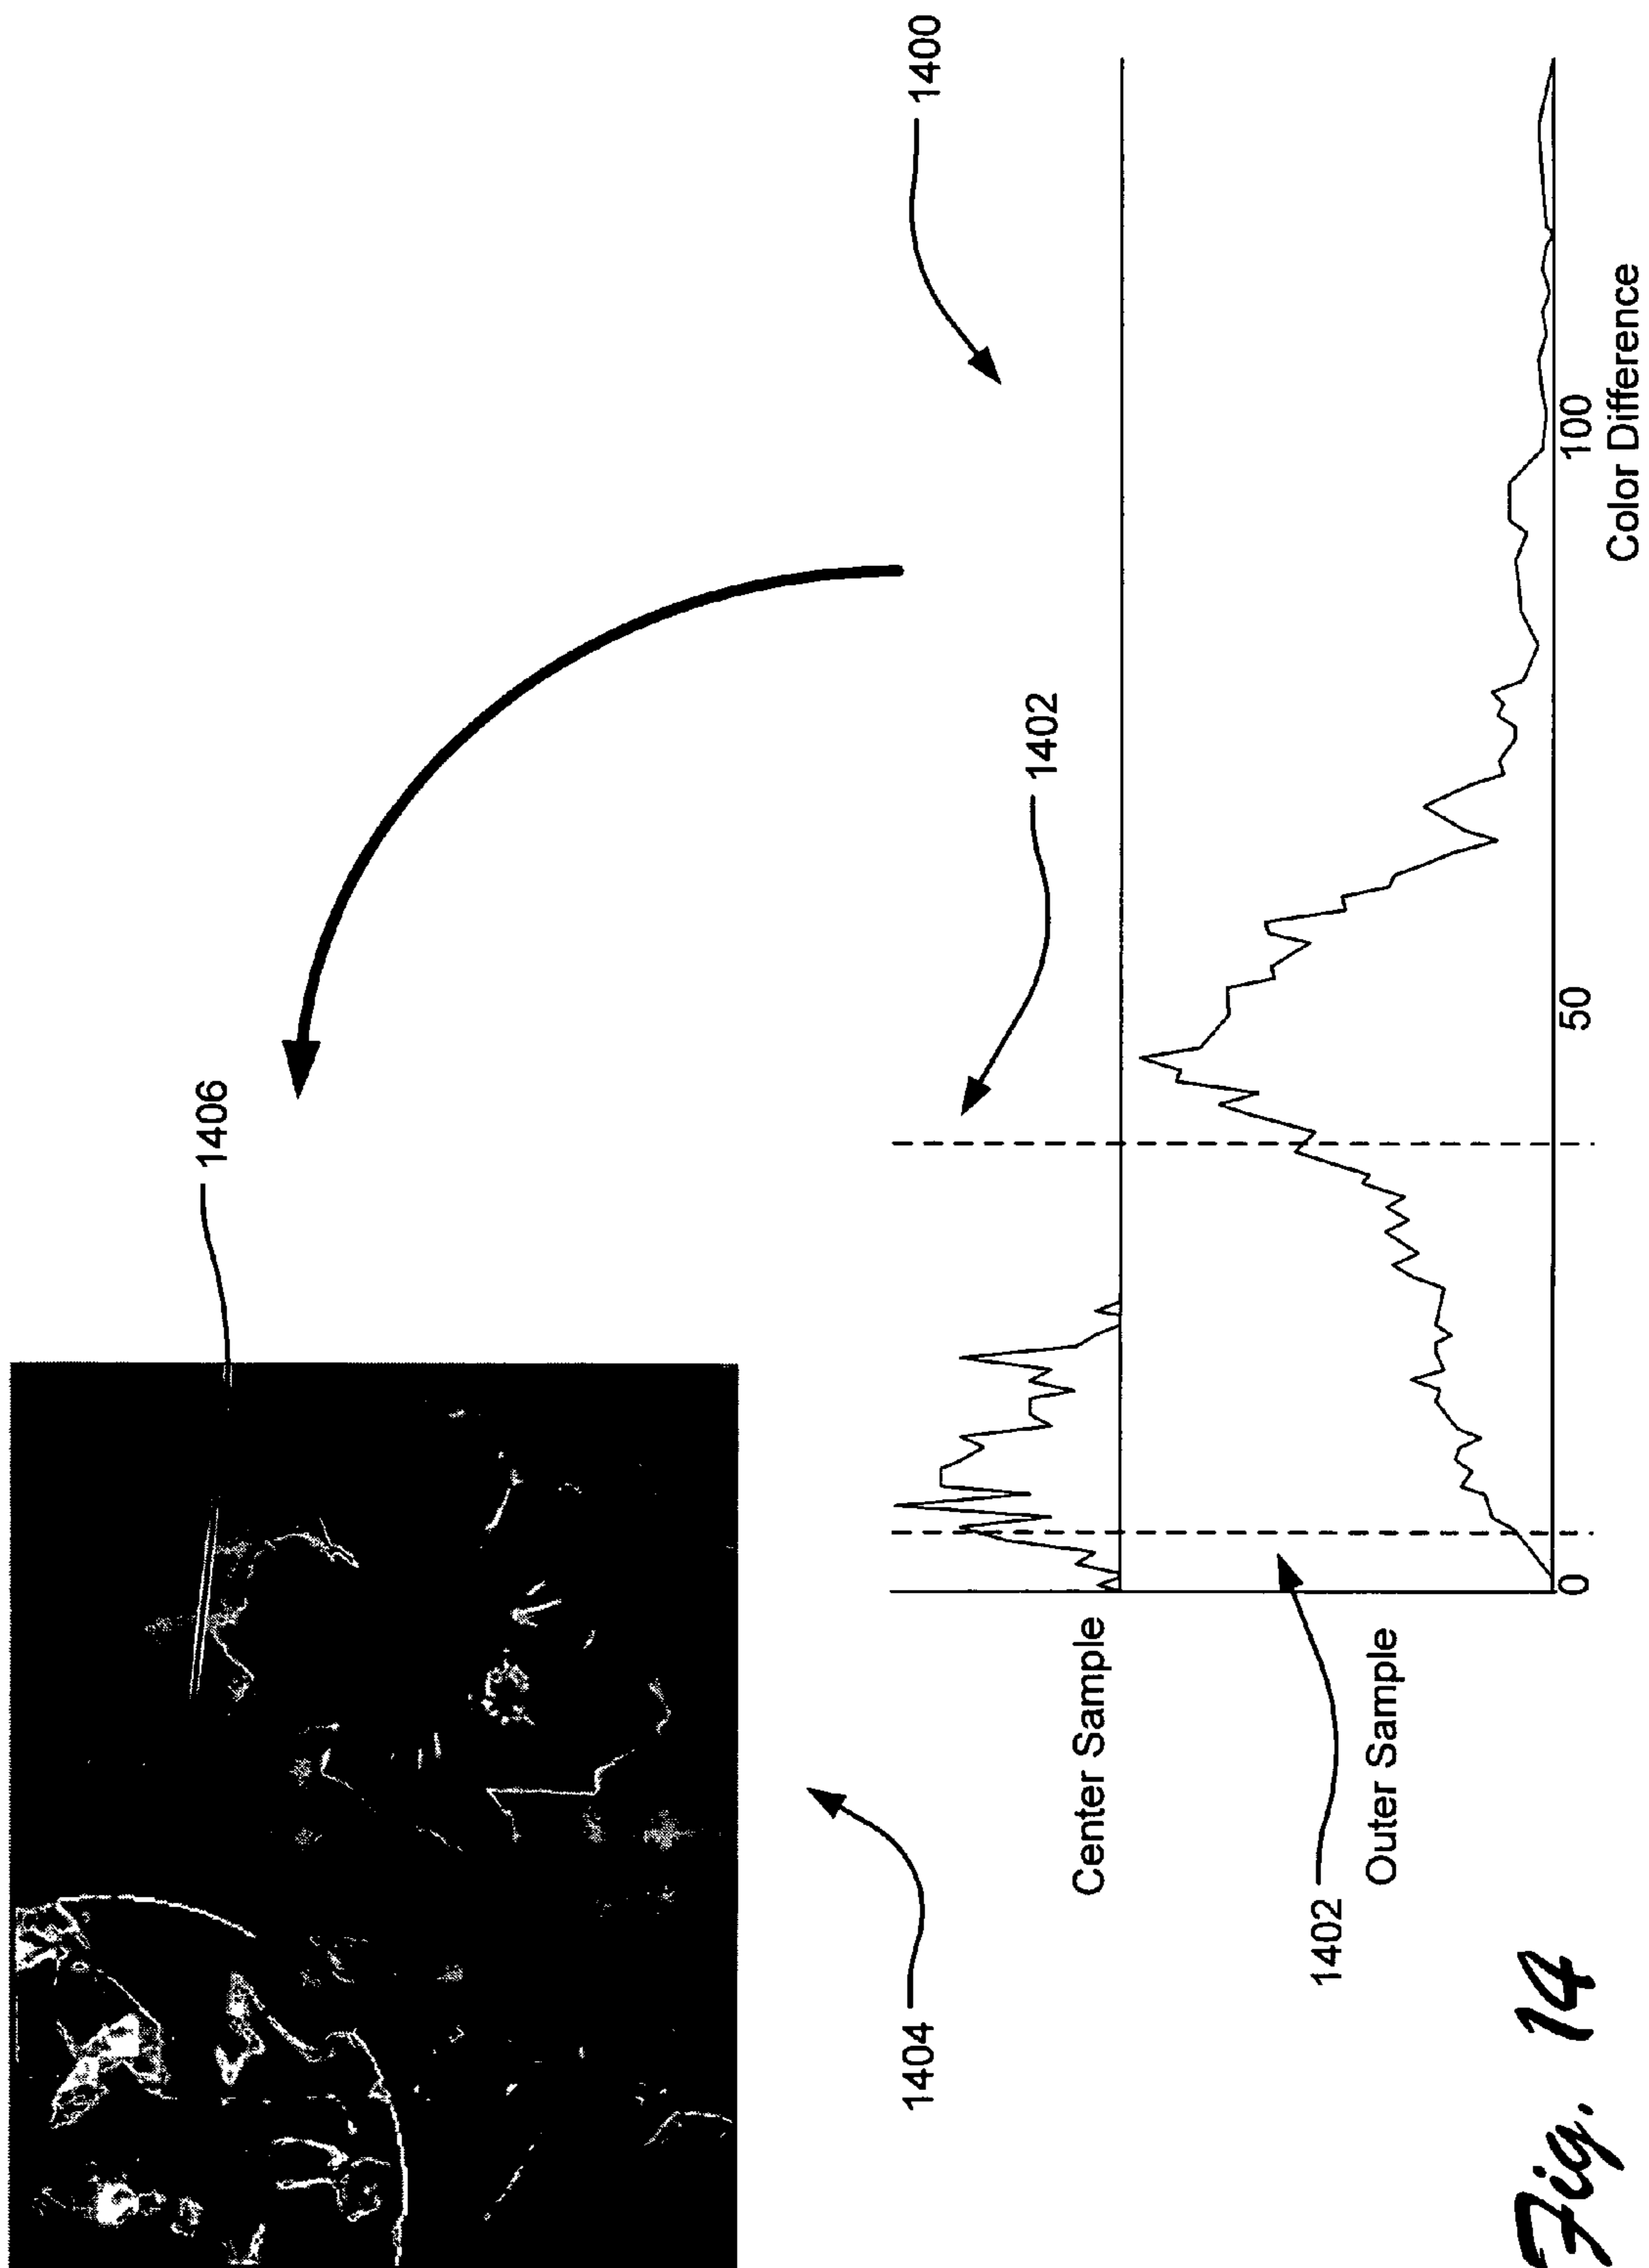 1406
1404
1402
1400
Center Sample
1402
Outer Sample
0
50
100
Color Difference
Fig. 14